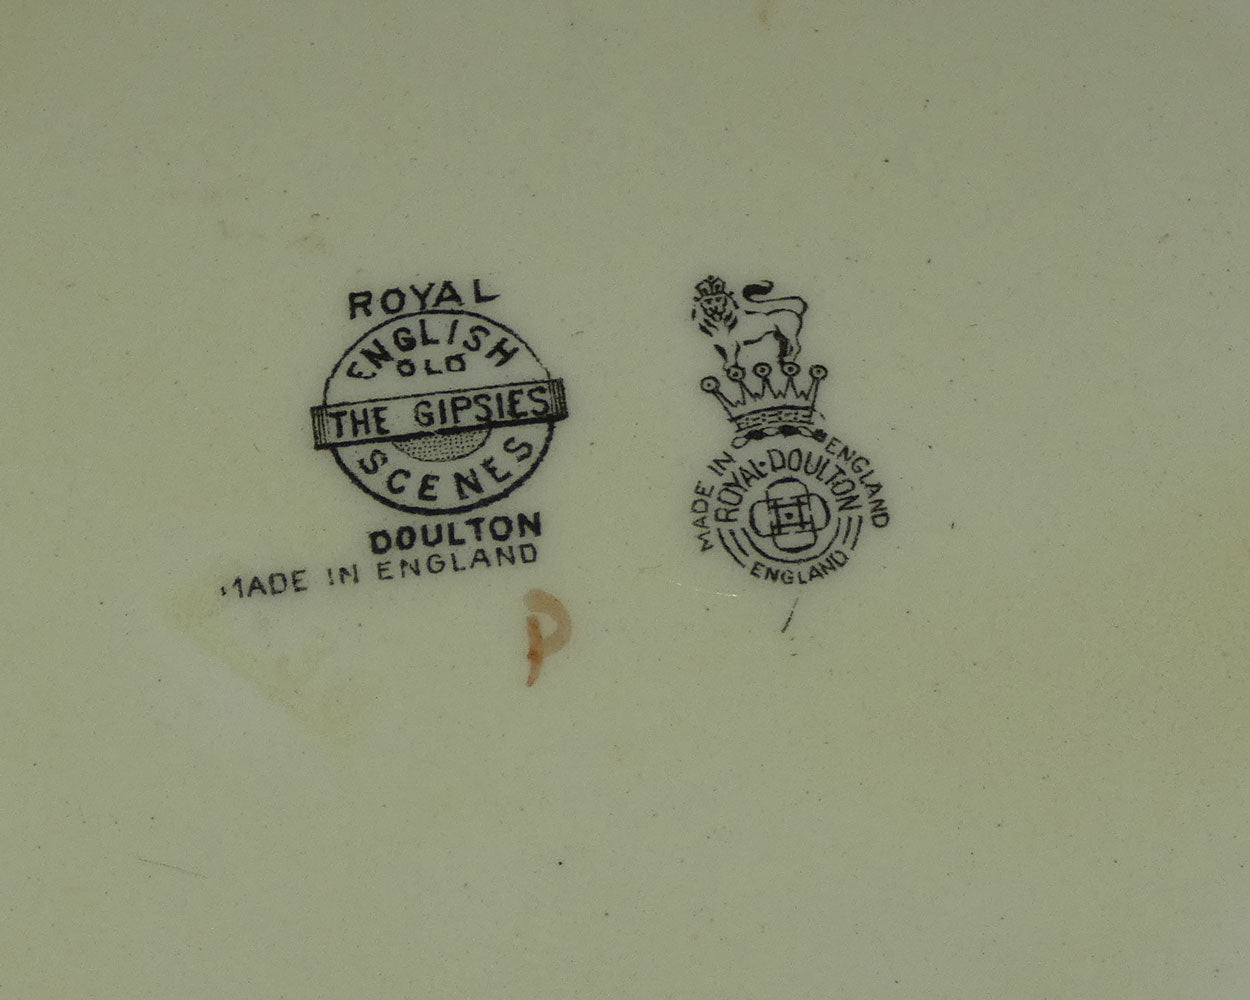 ROYAL
ENGLISH
OLD
THE GIPSIES
SCENES
DOULTON
MADE IN ENGLAND
P
MADE IN ENGLAND
ROYAL·DOULTON
ENGLAND